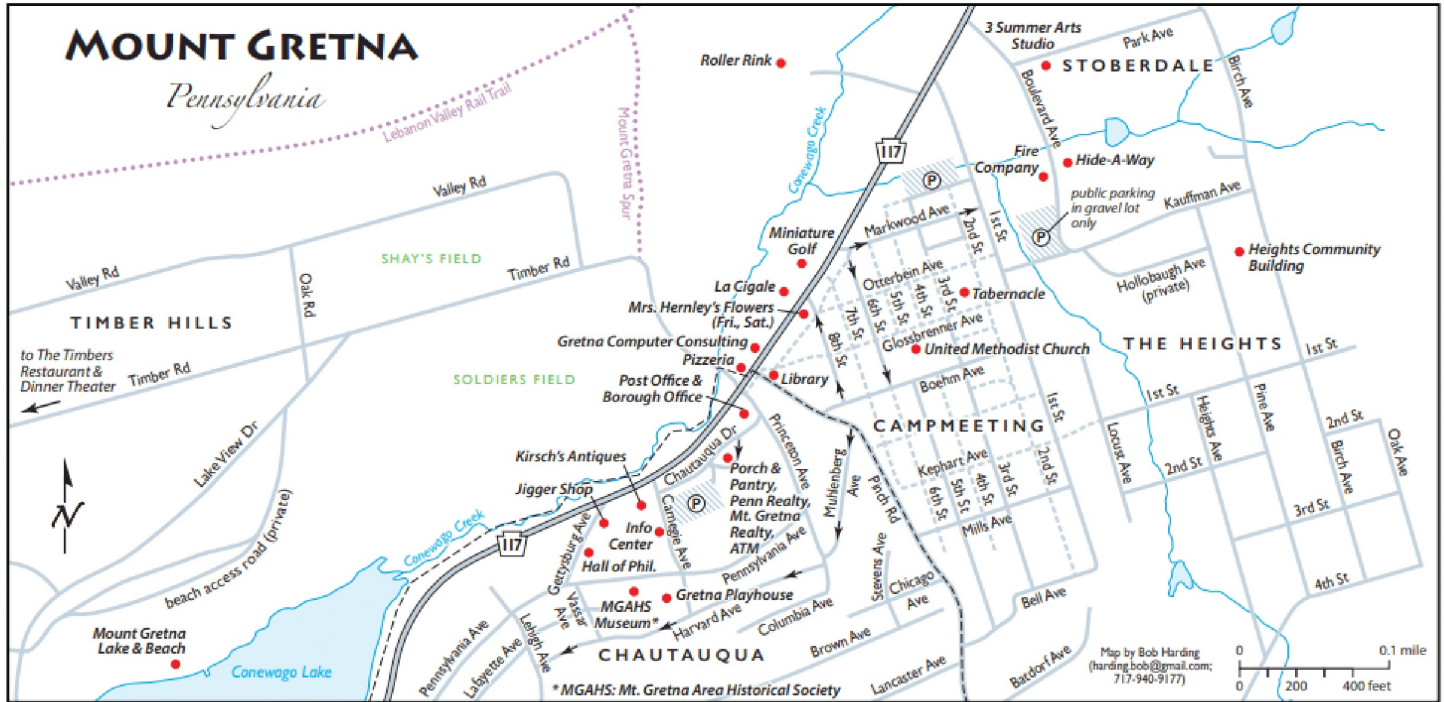 MOUNT GRETNA
Pennsylvania
Lebanon Valley Rail Trail
Mount Gretna Spur
Roller Rink
3 Summer Arts
Studio
Park Ave
STOBERDALE
Birch Ave
Boulevard Ave
Conewago Creek
117
Fire
Company
Hide-A-Way
P
public parking
in gravel lot
only
P
Kauffman Ave
Valley Rd
Valley Rd
SHAY'S FIELD
Timber Rd
Oak Rd
Miniature
Golf
Markwood Ave
2nd St
1st St
Heights Community
Building
Hollobaugh Ave
(private)
La Cigale
Mrs. Hernley's Flowers
(Fri., Sat.)
Otterbein Ave
7th St
6th St
5th St
4th St
3rd St
Tabernacle
TIMBER HILLS
to The Timbers
Restaurant &
Dinner Theater
Timber Rd
Gretna Computer Consulting
Pizzeria
8th St
Glossbrenner Ave
United Methodist Church
THE HEIGHTS
1st St
SOLDIERS FIELD
Post Office &
Borough Office
Library
Boehm Ave
1st St
1st St
Heights Ave
Pine Ave
2nd St
CAMPMEETING
Lake View Dr
Princeton Ave
Chautauqua Dr
Kirsch's Antiques
Porch &
Pantry,
Penn Realty,
Mt. Gretna
Realty,
ATM
Muhlenberg
Ave
Pinch Rd
Kephart Ave
6th St
5th St
4th St
3rd St
2nd St
Locust Ave
2nd St
Birch Ave
Oak Ave
Jigger Shop
P
Carnegie Ave
Info
Center
3rd St
N
Conewago Creek
117
Gettysburg Ave
Mills Ave
beach access road (private)
Hall of Phil.
Pennsylvania Ave
Stevens Ave
Chicago
Ave
4th St
Gretna Playhouse
MGAHS
Museum*
Vassar
Ave
Harvard Ave
Columbia Ave
Bell Ave
Mount Gretna
Lake & Beach
Conewago Lake
Pennsylvania Ave
Lafayette Ave
Lehigh Ave
CHAUTAUQUA
Brown Ave
Lancaster Ave
Batdorf Ave
* MGAHS: Mt. Gretna Area Historical Society
Map by Bob Harding
(harding.bob@gmail.com;
717-940-9177)
0 0.1 mile
0 200 400 feet